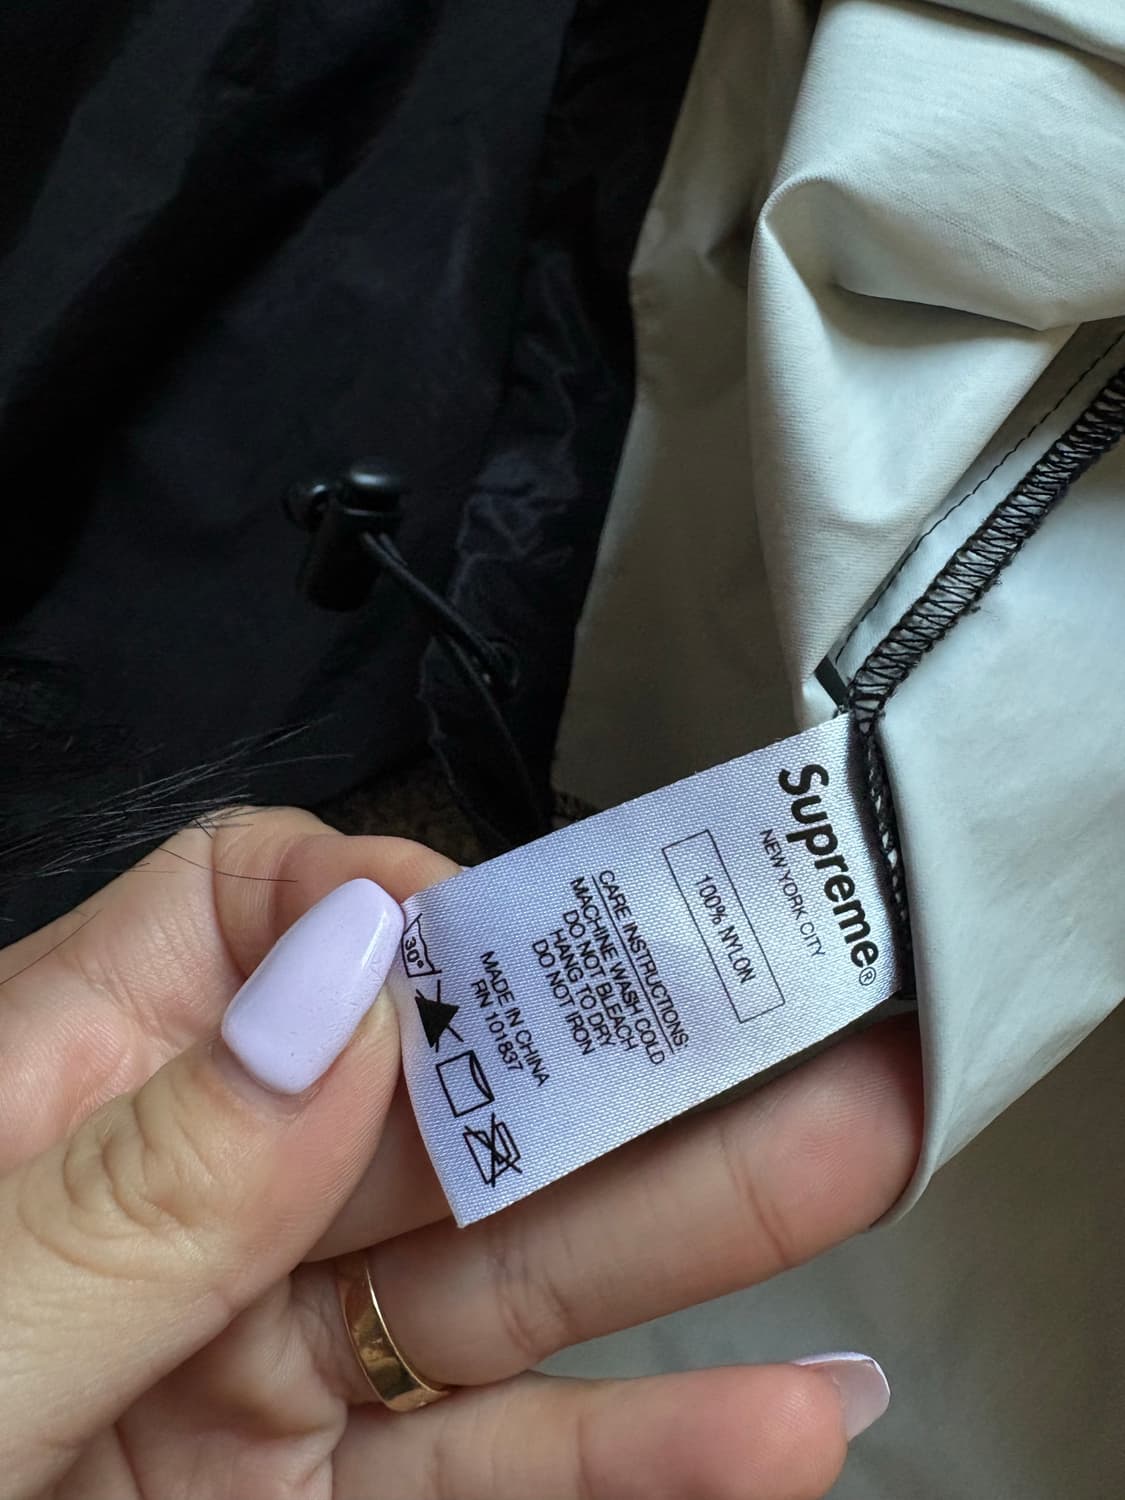 Supreme®
NEW YORK CITY
100% NYLON
CARE INSTRUCTIONS
MACHINE WASH COLD
DO NOT BLEACH
HANG TO DRY
DO NOT IRON
MADE IN CHINA
RN 101837
30°